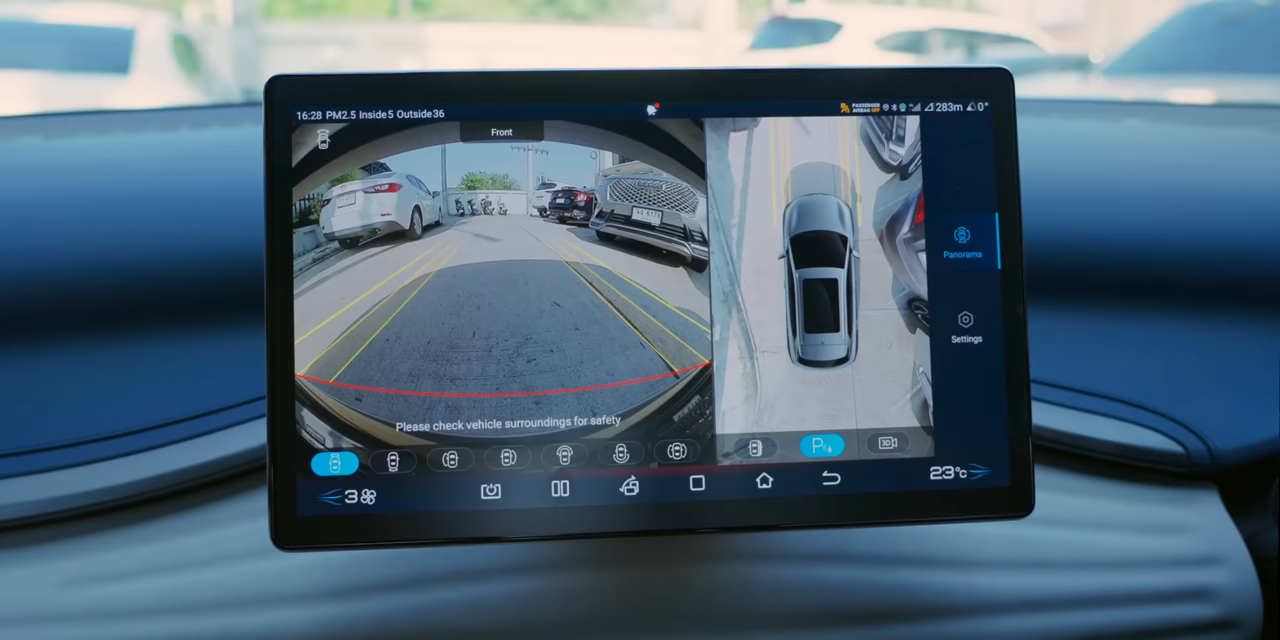 16:28 PM2.5 Inside5 Outside36
PASSENGER
AIRBAG OFF
283m 0°
Front
Panorama
Settings
Please check vehicle surroundings for safety
P
3D
3
23°C